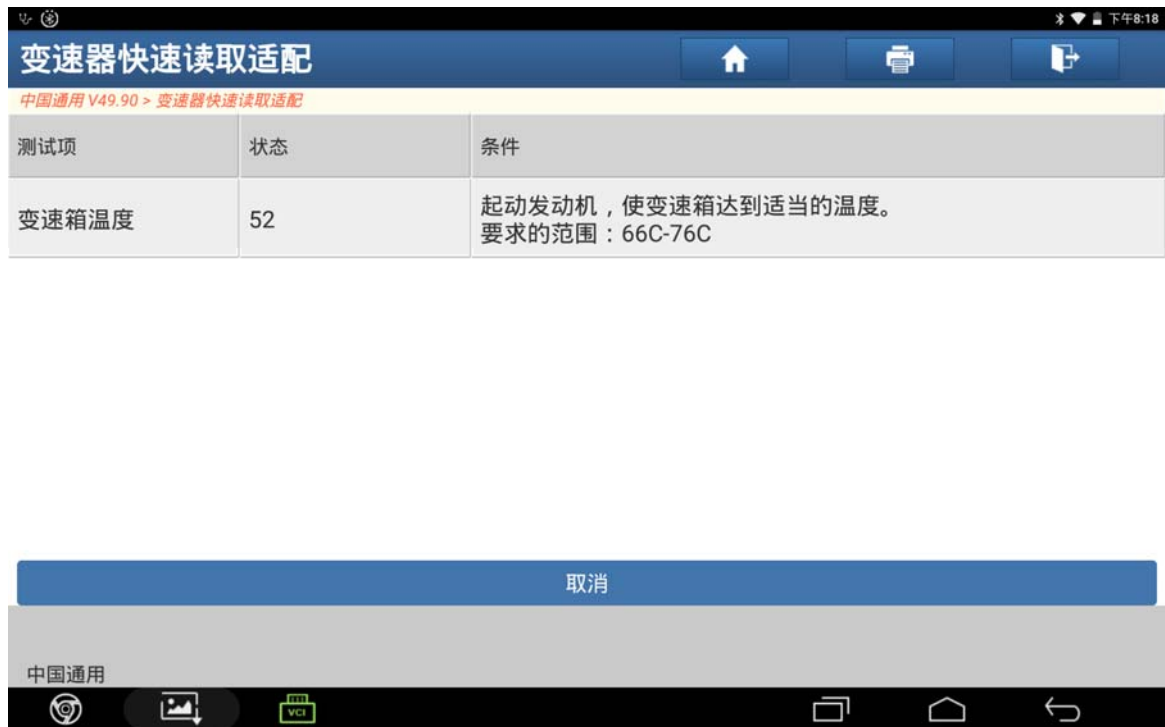 下午8:18
变速器快速读取适配
中国通用 V49.90 > 变速器快速读取适配
测试项 状态 条件
变速箱温度 52 起动发动机，使变速箱达到适当的温度。
要求的范围：66C-76C
取消
中国通用
VCI